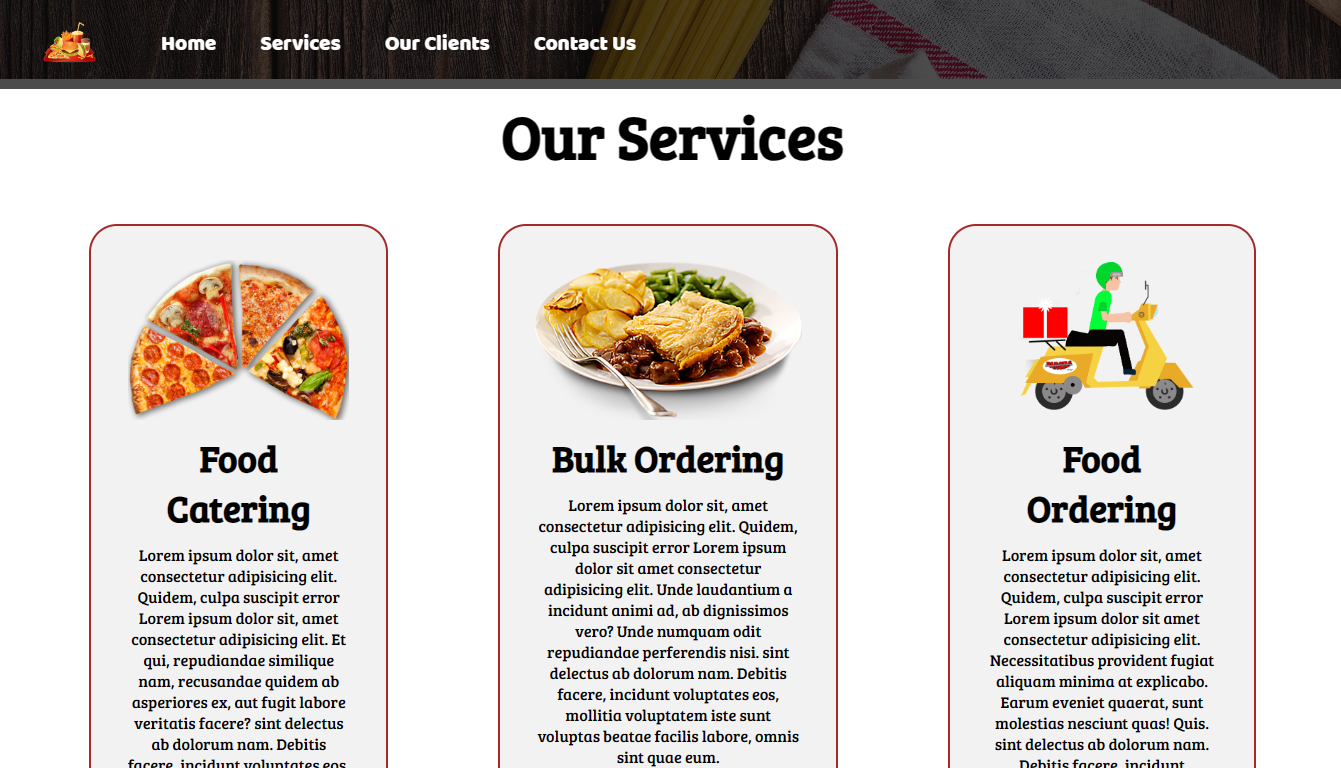 Home
Services
Our Clients
Contact Us
Our Services
Food
Catering
Lorem ipsum dolor sit, amet
consectetur adipisicing elit.
Quidem, culpa suscipit error
Lorem ipsum dolor sit, amet
consectetur adipisicing elit. Et
qui, repudiandae similique
nam, recusandae quidem ab
asperiores ex, aut fugit labore
veritatis facere? sint delectus
ab dolorum nam. Debitis
facere, incidunt voluptates eos,
Bulk Ordering
Lorem ipsum dolor sit, amet
consectetur adipisicing elit. Quidem,
culpa suscipit error Lorem ipsum
dolor sit amet consectetur
adipisicing elit. Unde laudantium a
incidunt animi ad, ab dignissimos
vero? Unde numquam odit
repudiandae perferendis nisi. sint
delectus ab dolorum nam. Debitis
facere, incidunt voluptates eos,
mollitia voluptatem iste sunt
voluptas beatae facilis labore, omnis
sint quae eum.
Food
Ordering
Lorem ipsum dolor sit, amet
consectetur adipisicing elit.
Quidem, culpa suscipit error
Lorem ipsum dolor sit, amet
consectetur adipisicing elit.
Necessitatibus provident fugiat
aliquam minima at explicabo.
Earum eveniet quaerat, sunt
molestias nesciunt quas! Quis.
sint delectus ab dolorum nam.
Debitis facere, incidunt